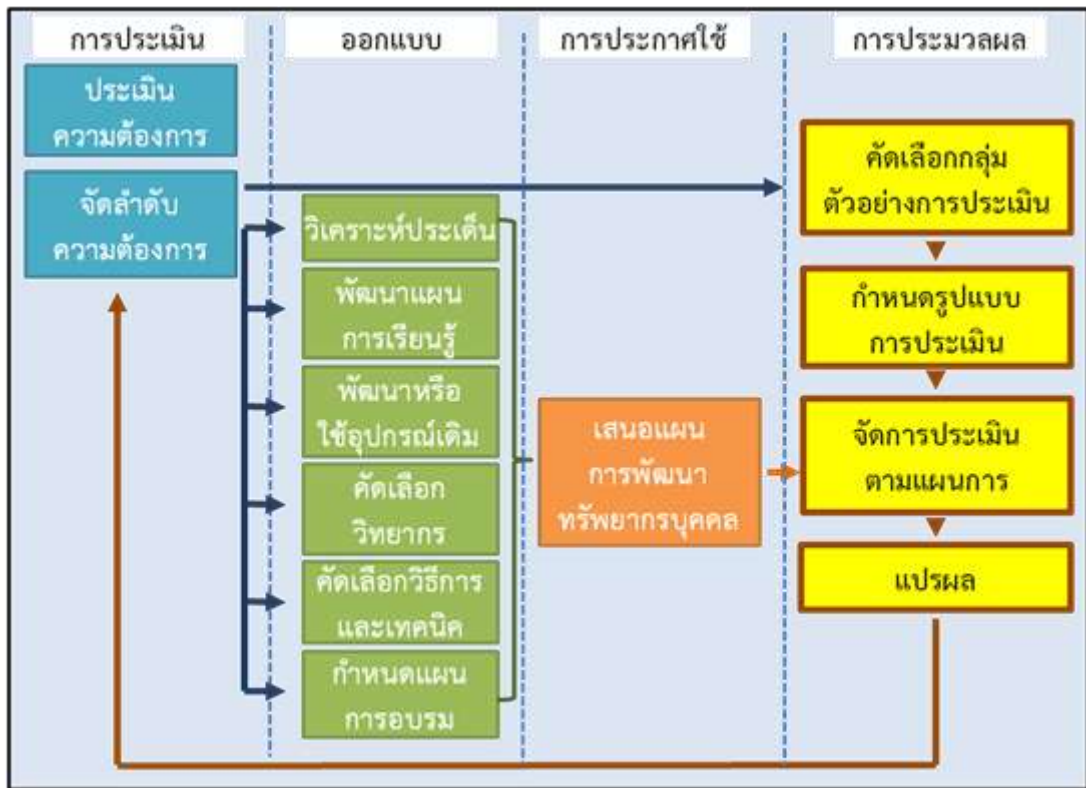 การประเมิน
ออกแบบ
การประกาศใช้
การประมวลผล
ประเมิน
ความต้องการ
จัดลำดับ
ความต้องการ
วิเคราะห์ประเด็น
พัฒนาแผน
การเรียนรู้
พัฒนาหรือ
ใช้อุปกรณ์เดิม
คัดเลือก
วิทยากร
คัดเลือกวิธีการ
และเทคนิค
กำหนดแผน
การอบรม
เสนอแผน
การพัฒนา
ทรัพยากรบุคคล
คัดเลือกกลุ่ม
ตัวอย่างการประเมิน
กำหนดรูปแบบ
การประเมิน
จัดการประเมิน
ตามแผนการ
แปรผล